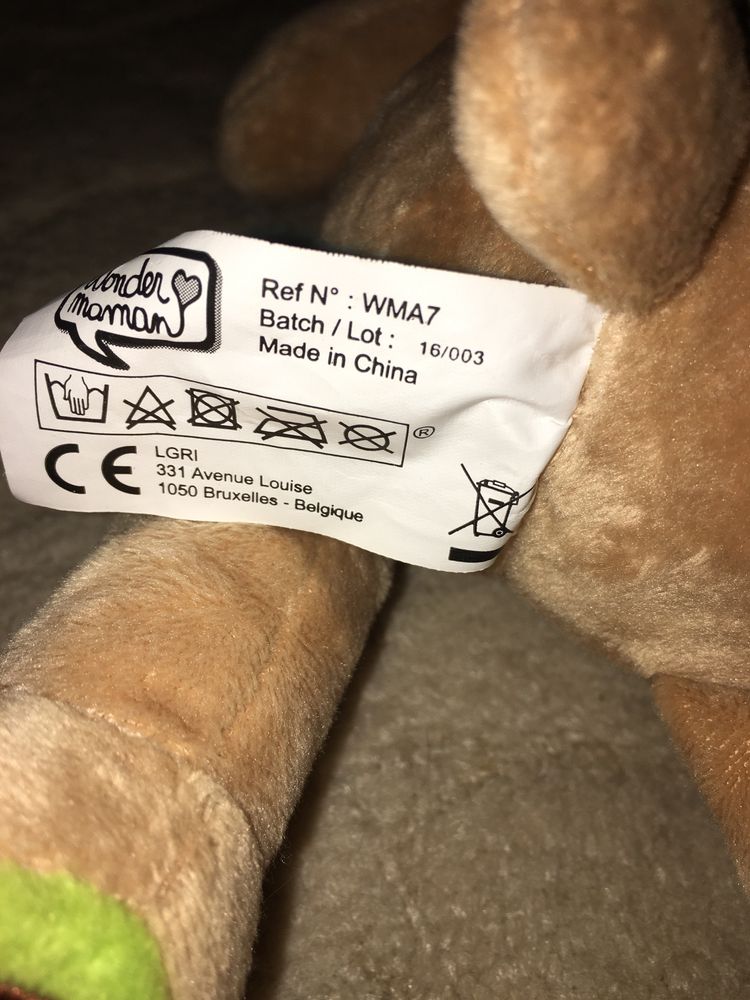 Wonder
maman
Ref N° : WMA7
Batch / Lot : 16/003
Made in China
®
CE
LGRI
331 Avenue Louise
1050 Bruxelles - Belgique